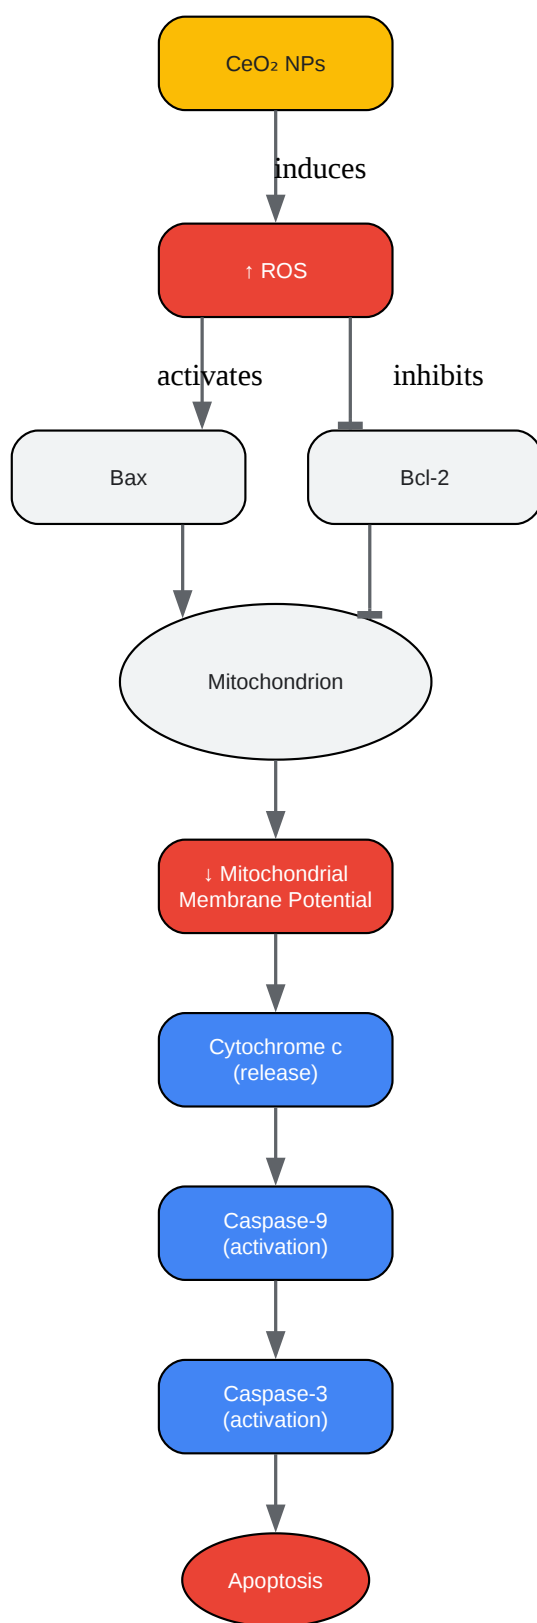 CeO₂ NPs
induces
↑ ROS
activates
inhibits
Bax
Bcl-2
Mitochondrion
↓ Mitochondrial
Membrane Potential
Cytochrome c
(release)
Caspase-9
(activation)
Caspase-3
(activation)
Apoptosis